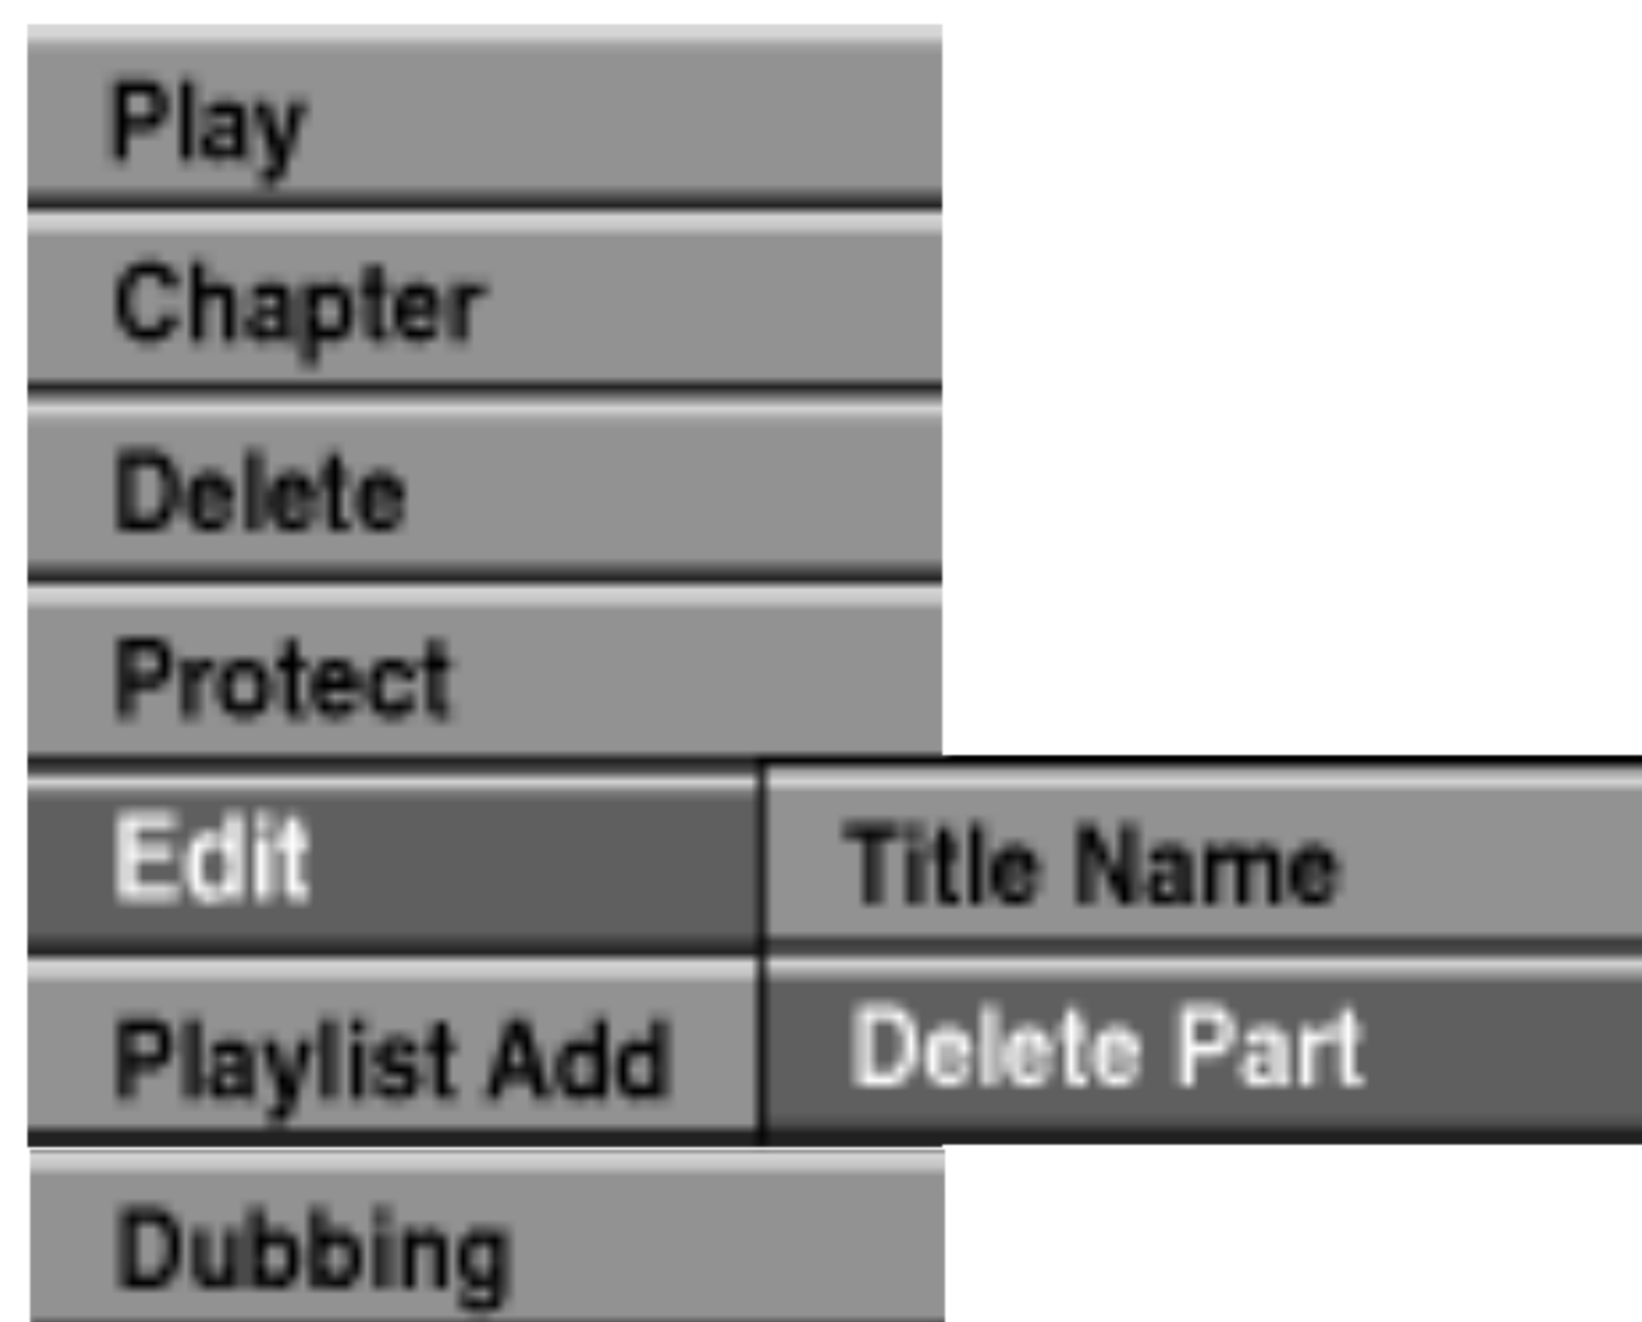 Play
Chapter
Delete
Protect
Edit
Title Name
Playlist Add
Delete Part
Dubbing